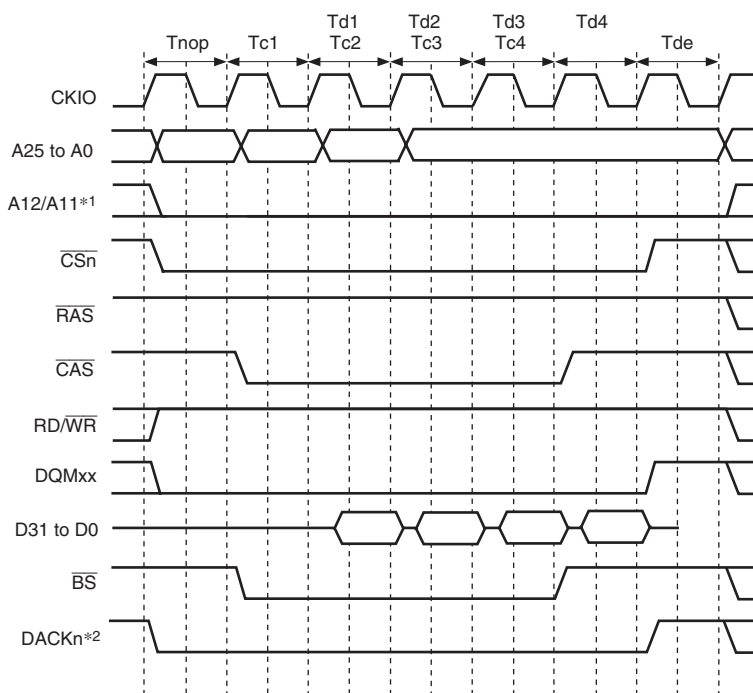 Td1 Td2 Td3 Td4
Tnop Tc1 Tc2 Tc3 Tc4 Tde
CKIO
A25 to A0
A12/A11*1
CSn
RAS
CAS
RD/WR
DQMxx
D31 to D0
BS
DACKn*2